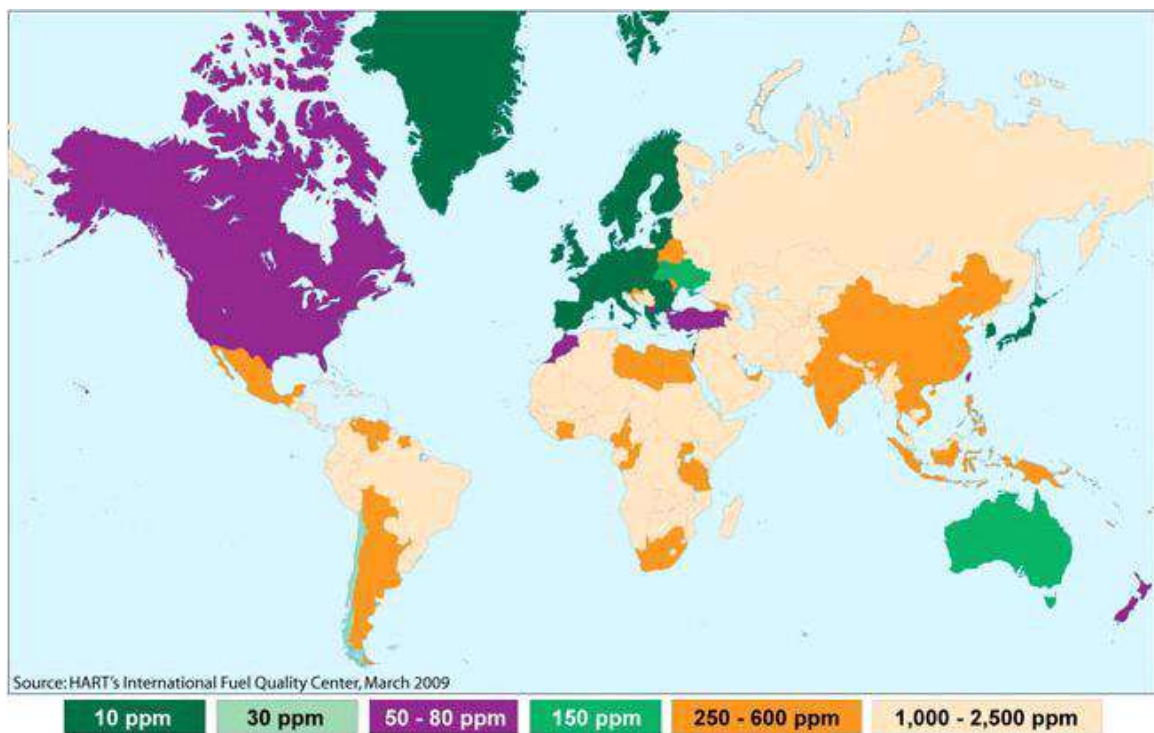 Source: HART's International Fuel Quality Center, March 2009
10 ppm 30 ppm 50 - 80 ppm 150 ppm 250 - 600 ppm 1,000 - 2,500 ppm